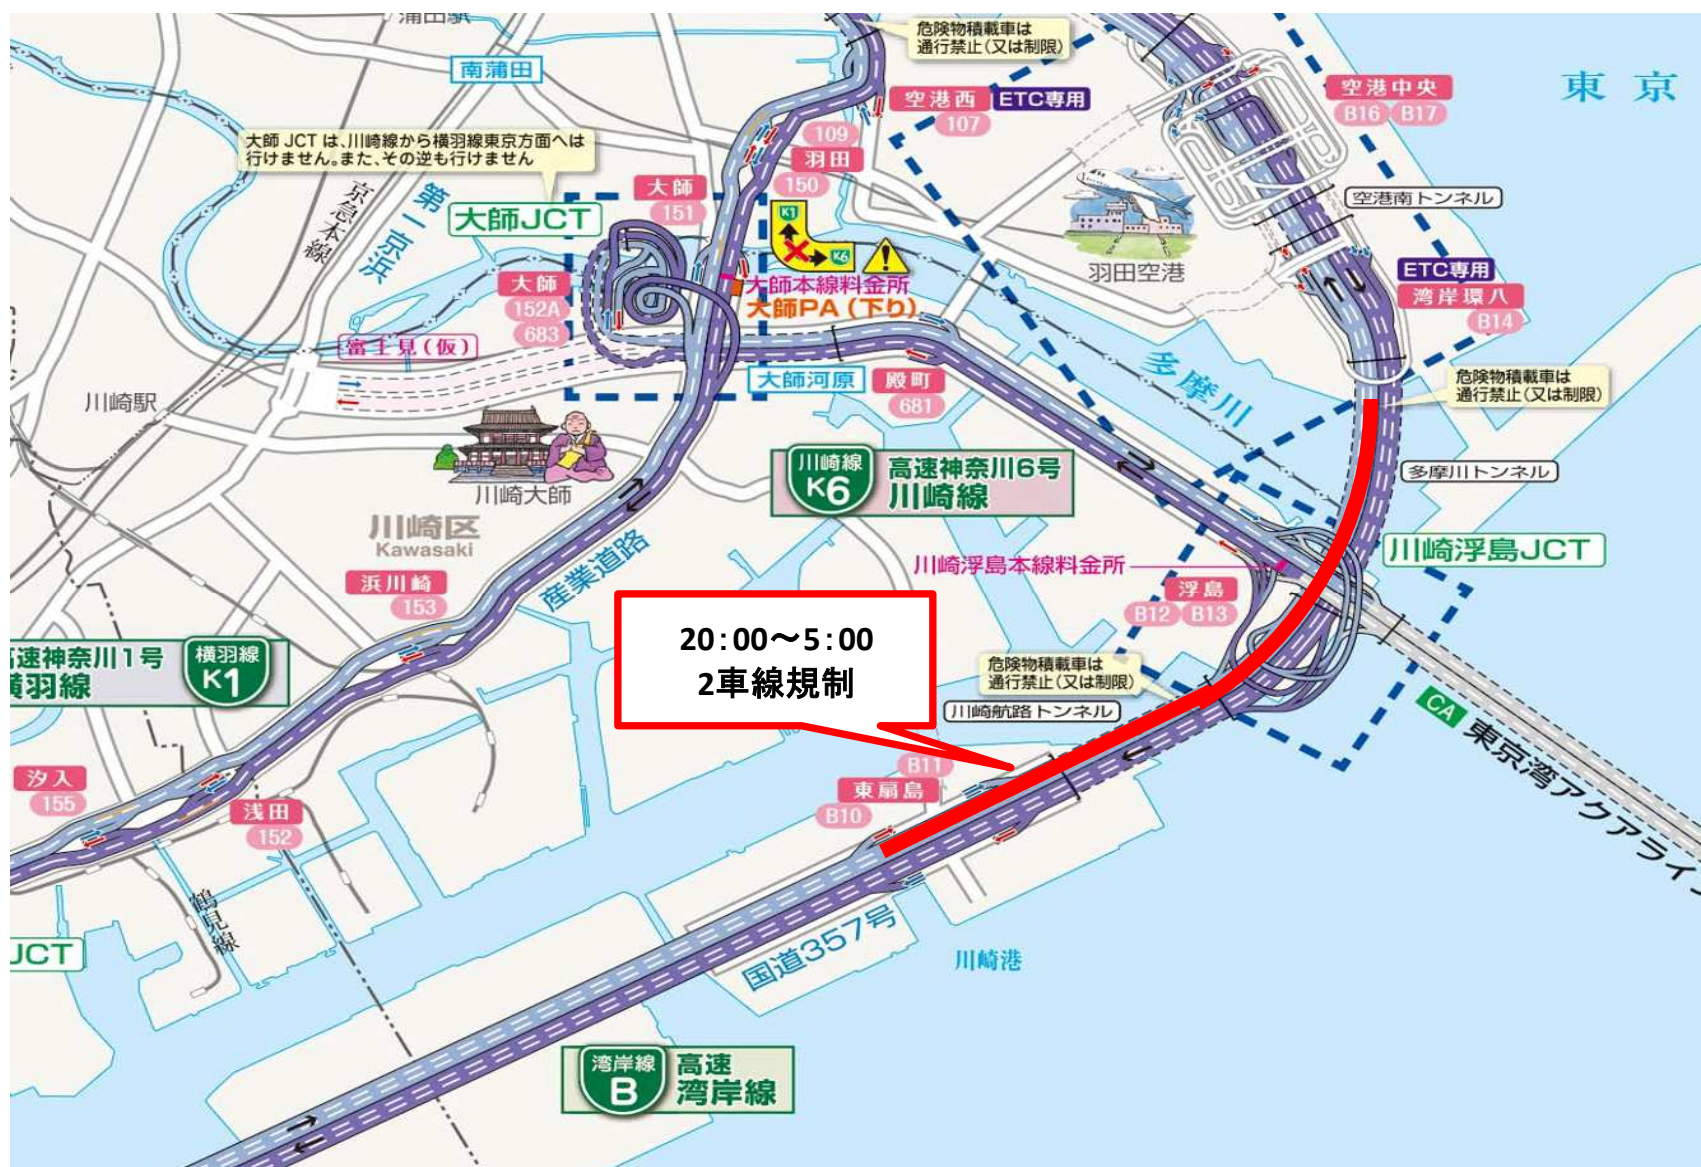 蒲田駅
危険物積載車は
通行禁止(又は制限)
南蒲田
空港西
ETC専用
107
空港中央
B16
B17
東京
大師 JCT は、川崎線から横羽線東京方面へは
行けません。また、その逆も行けません
109
羽田
150
京急本線
第一京浜
大師
151
大師JCT
K1
K6
空港南トンネル
羽田空港
ETC専用
湾岸環八
B14
大師
152A
683
大師本線料金所
大師PA (下り)
富士見(仮)
大師河原
殿町
681
多摩川
危険物積載車は
通行禁止(又は制限)
川崎駅
川崎大師
川崎線
K6
高速神奈川6号
川崎線
多摩川トンネル
川崎区
Kawasaki
産業道路
川崎浮島JCT
川崎浮島本線料金所
浜川崎
153
浮島
B12
B13
20:00〜5:00
2車線規制
速神奈川1号
横羽線
横羽線
K1
危険物積載車は
通行禁止(又は制限)
川崎航路トンネル
CA
東京湾アクアライン
汐入
155
浅田
152
B11
東扇島
B10
鶴見線
JCT
国道357号
川崎港
湾岸線
B
高速
湾岸線